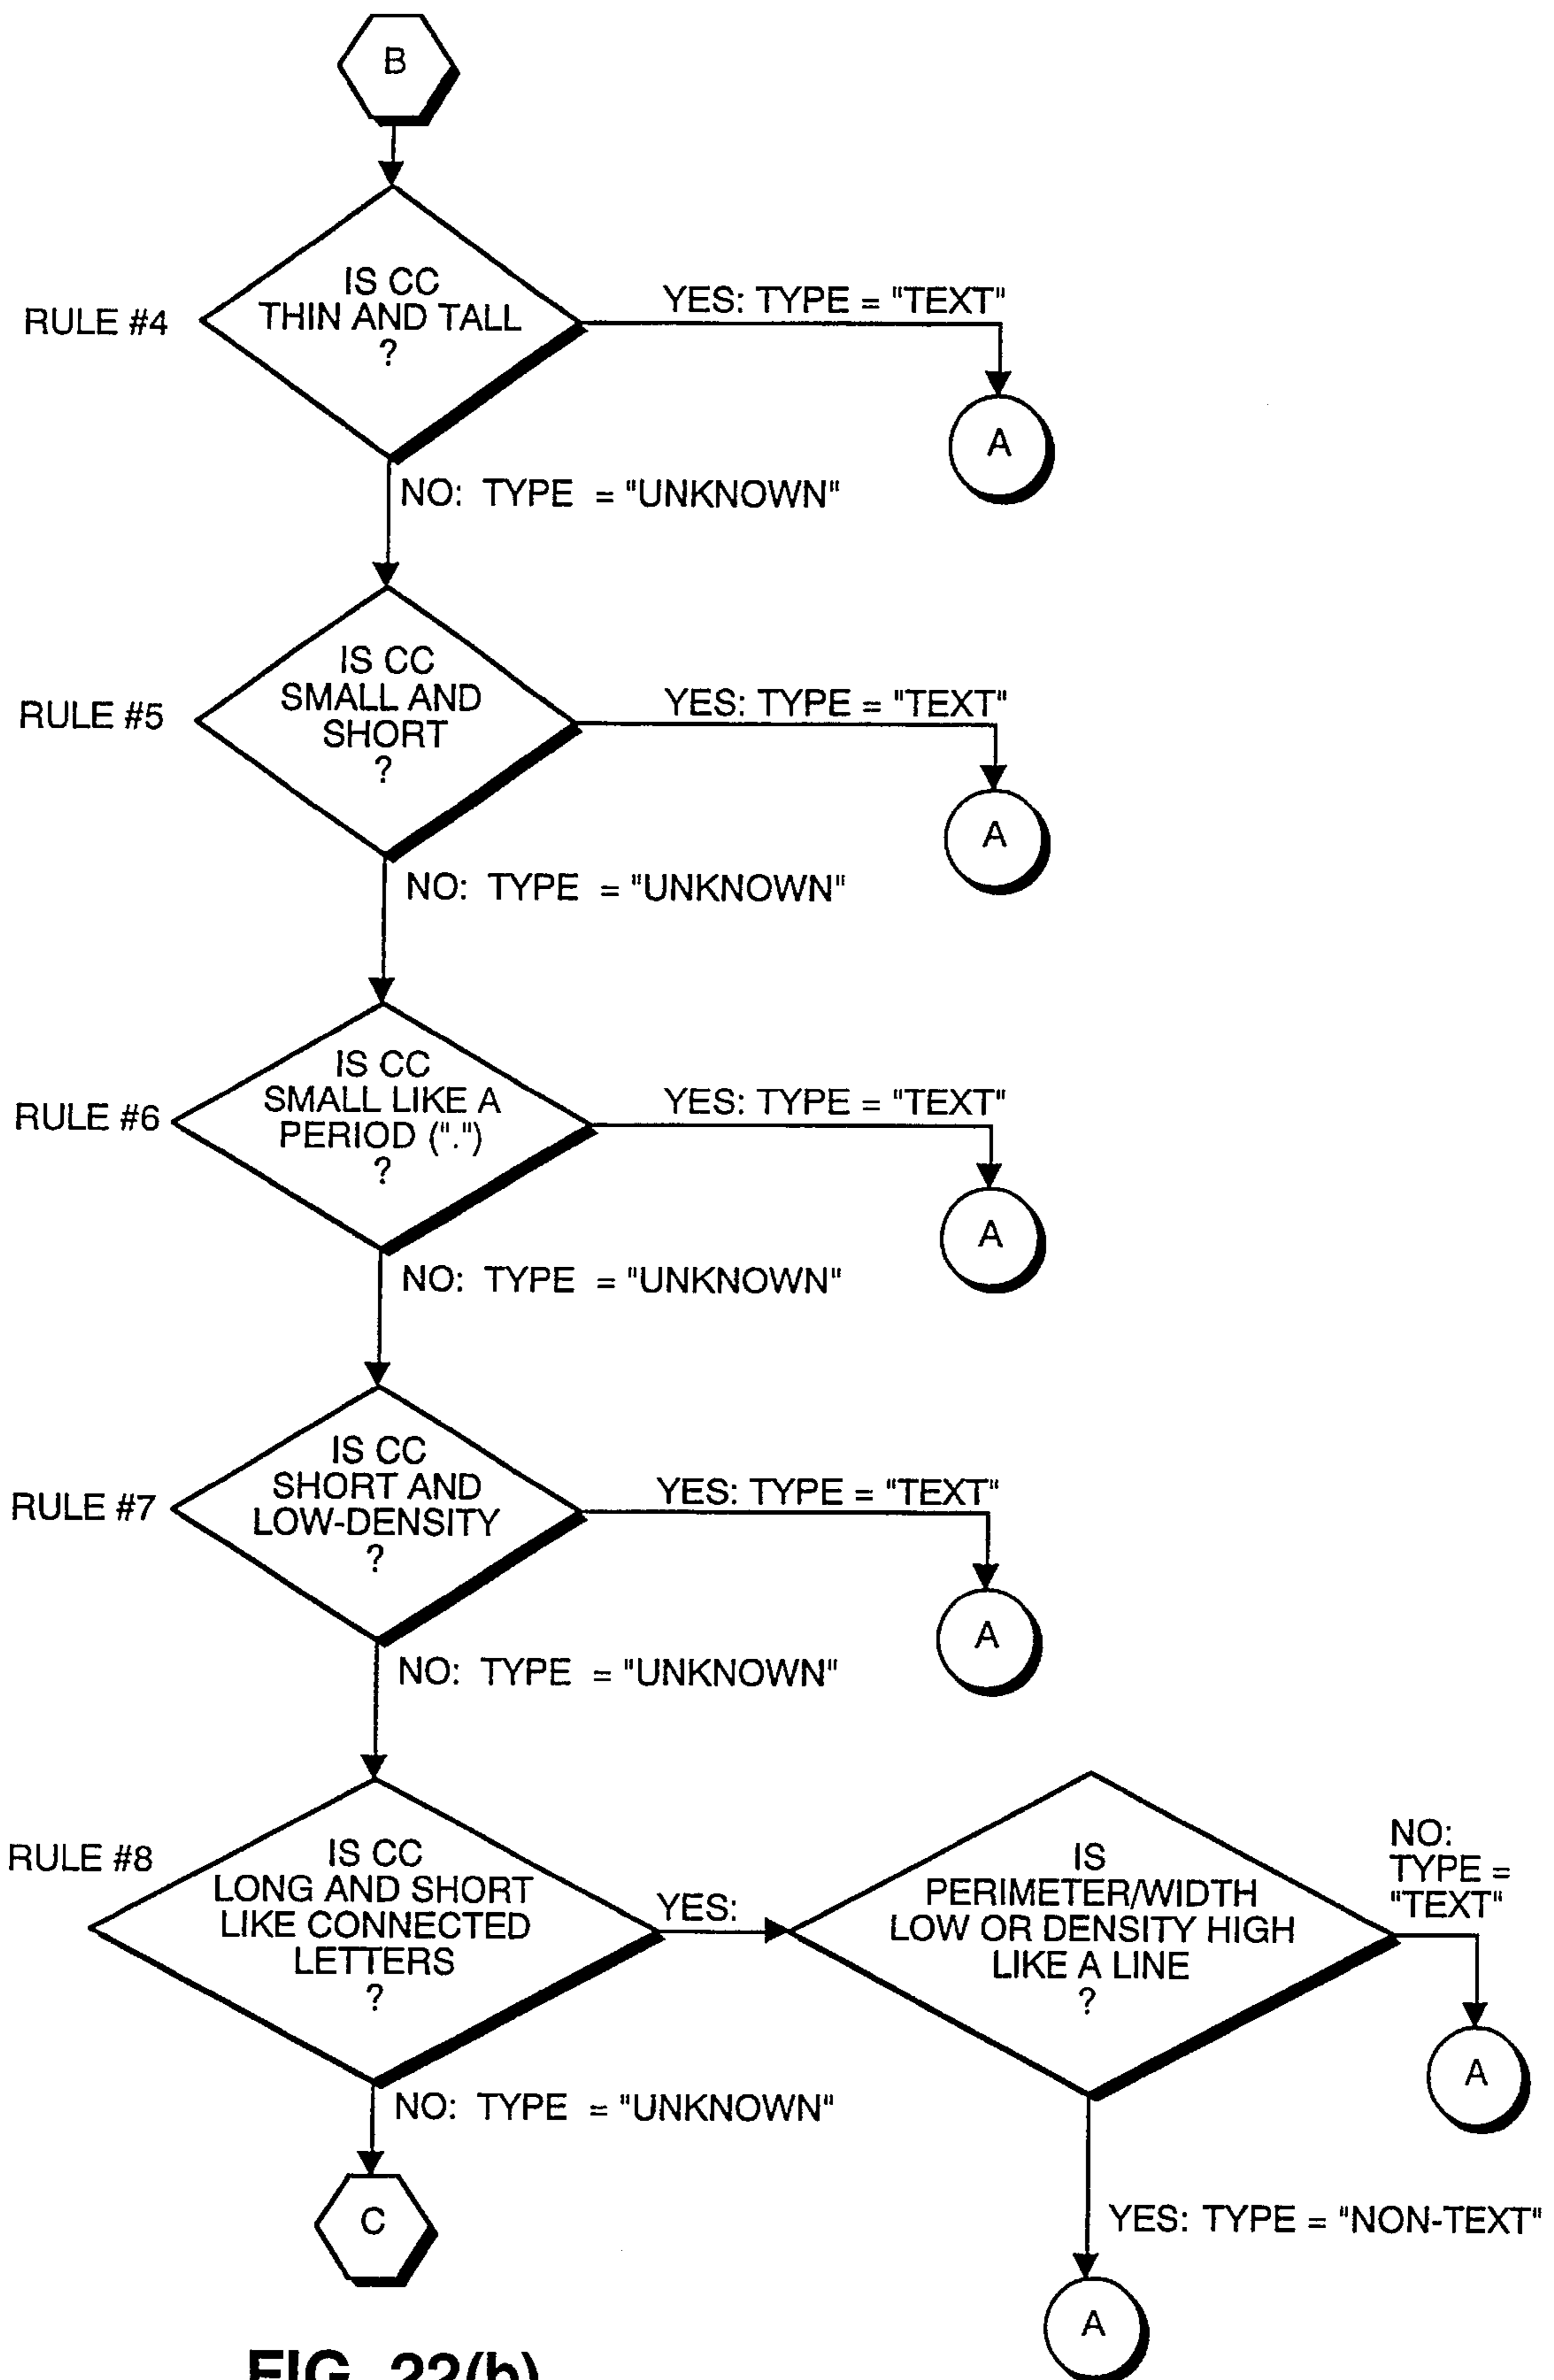 B
RULE #4
IS CC
THIN AND TALL
?
YES: TYPE = "TEXT"
A
NO: TYPE = "UNKNOWN"
RULE #5
IS CC
SMALL AND
SHORT
?
YES: TYPE = "TEXT"
A
NO: TYPE = "UNKNOWN"
RULE #6
IS CC
SMALL LIKE A
PERIOD (".")
?
YES: TYPE = "TEXT"
A
NO: TYPE = "UNKNOWN"
RULE #7
IS CC
SHORT AND
LOW-DENSITY
?
YES: TYPE = "TEXT"
A
NO: TYPE = "UNKNOWN"
RULE #8
IS CC
LONG AND SHORT
LIKE CONNECTED
LETTERS
?
YES:
IS
PERIMETER/WIDTH
LOW OR DENSITY HIGH
LIKE A LINE
?
NO:
TYPE =
"TEXT"
A
NO: TYPE = "UNKNOWN"
C
YES: TYPE = "NON-TEXT"
A
FIG. 22(b)